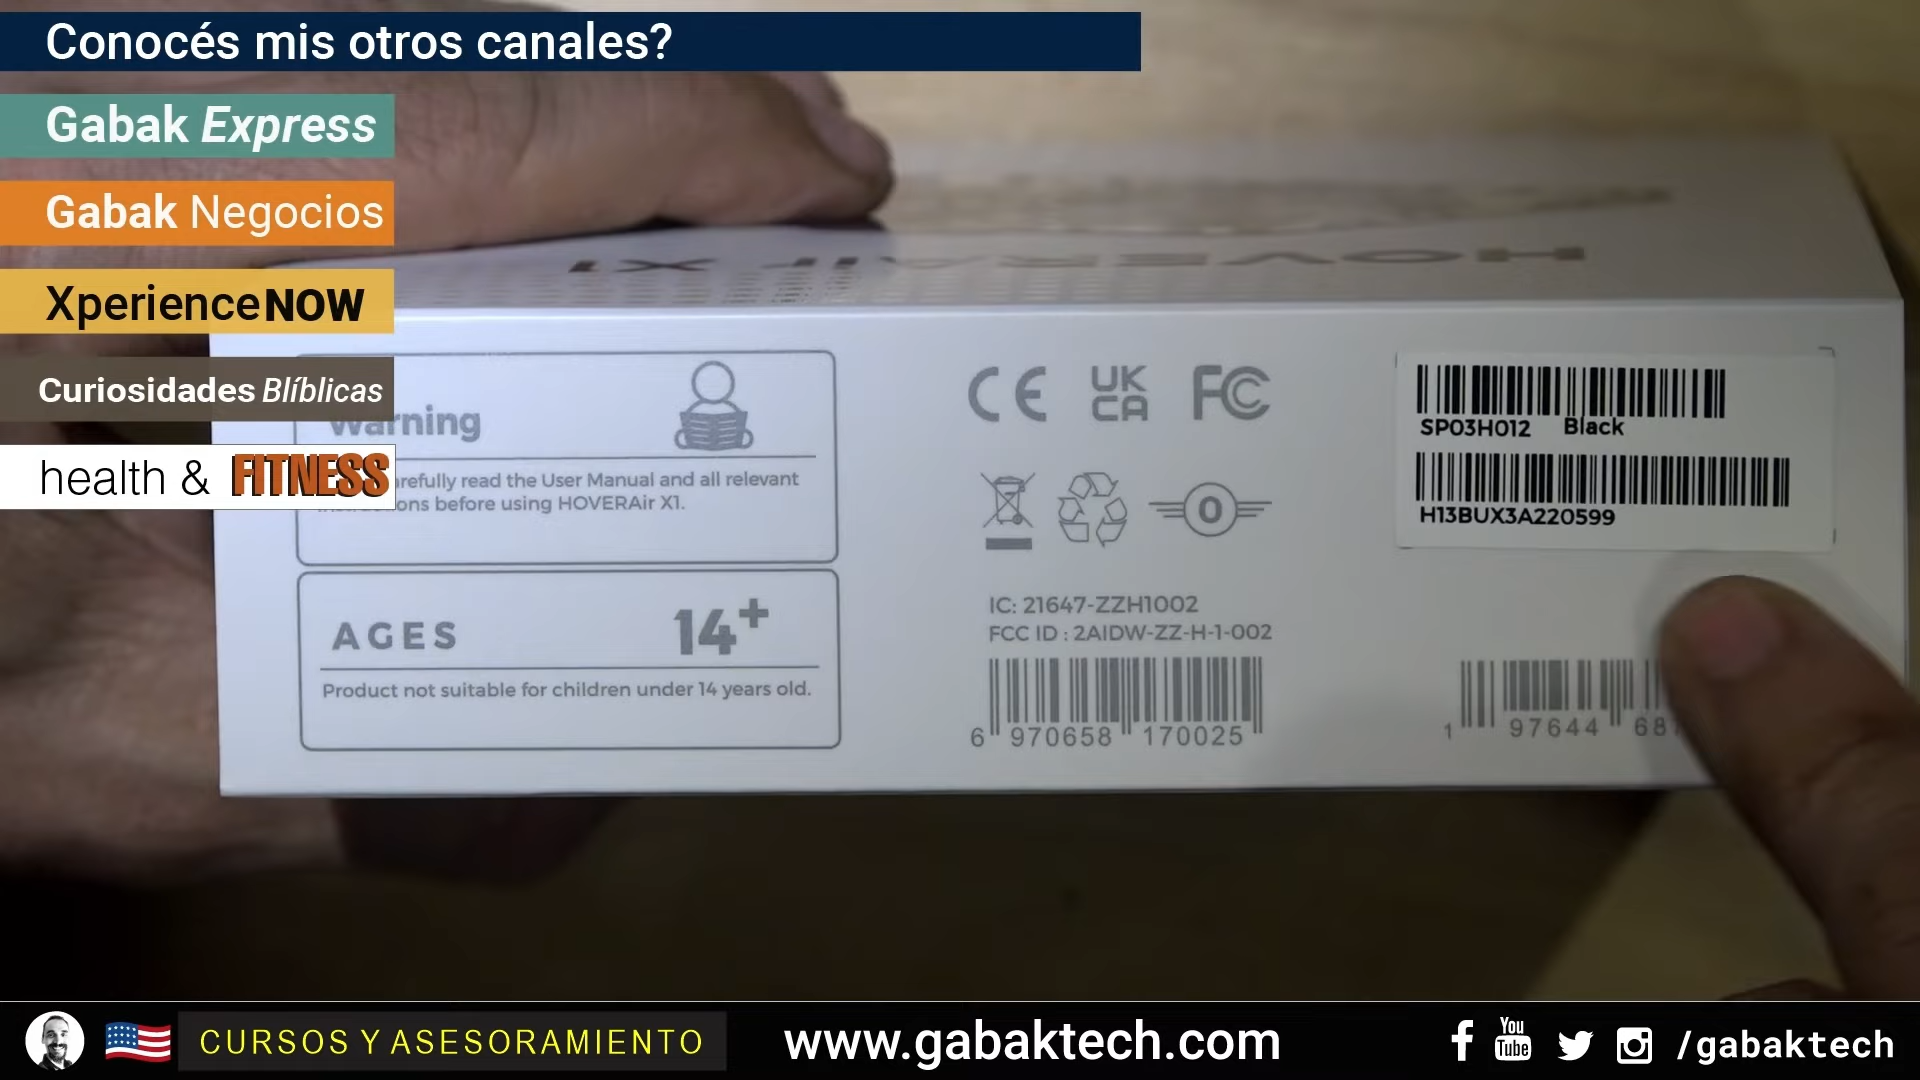 Conocés mis otros canales?
Gabak Express
Gabak Negocios
XperienceNOW
Curiosidades Blíblicas
health & FITNESS
HOVERAIR X1
Warning
refully read the User Manual and all relevant
ons before using HOVERAir X1.
AGES 14+
Product not suitable for children under 14 years old.
CE UK CA FC
0
IC: 21647-ZZH1002
FCC ID : 2AIDW-ZZ-H-1-002
6 970658 170025
SP03H012 Black
H13BUX3A220599
1 97644 68
CURSOS Y ASESORAMIENTO
www.gabaktech.com
You Tube
/gabaktech